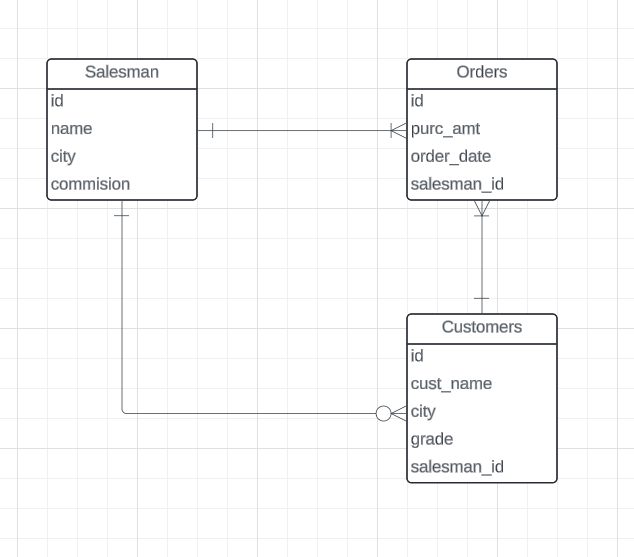 Salesman
id
name
city
commision
Orders
id
purc_amt
order_date
salesman_id
Customers
id
cust_name
city
grade
salesman_id